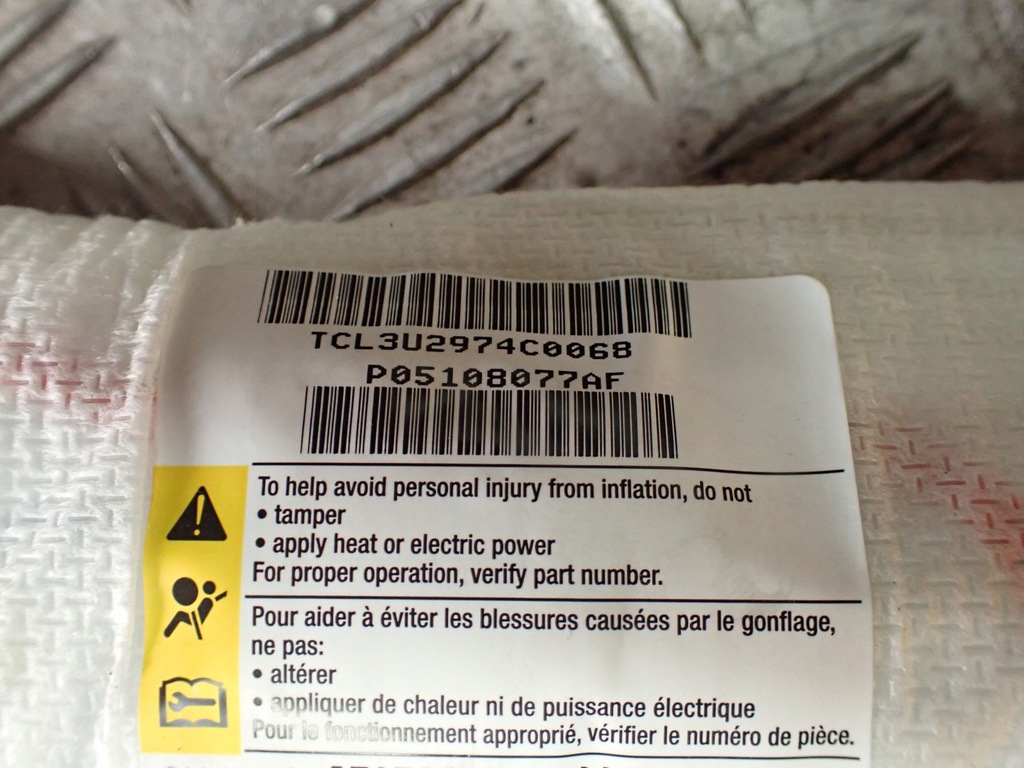 TCL3U2974C0068
P05108077AF
To help avoid personal injury from inflation, do not
• tamper
• apply heat or electric power
For proper operation, verify part number.
Pour aider à éviter les blessures causées par le gonflage,
ne pas:
• altérer
• appliquer de chaleur ni de puissance électrique
Pour le fonctionnement approprié, vérifier le numéro de pièce.